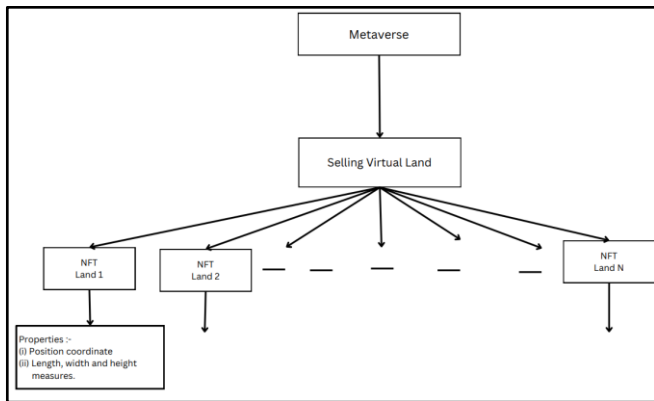 Metaverse
Selling Virtual Land
NFT
Land 1
NFT
Land 2
NFT
Land N
Properties :-
(i) Position coordinate
(ii) Length, width and height
measures.